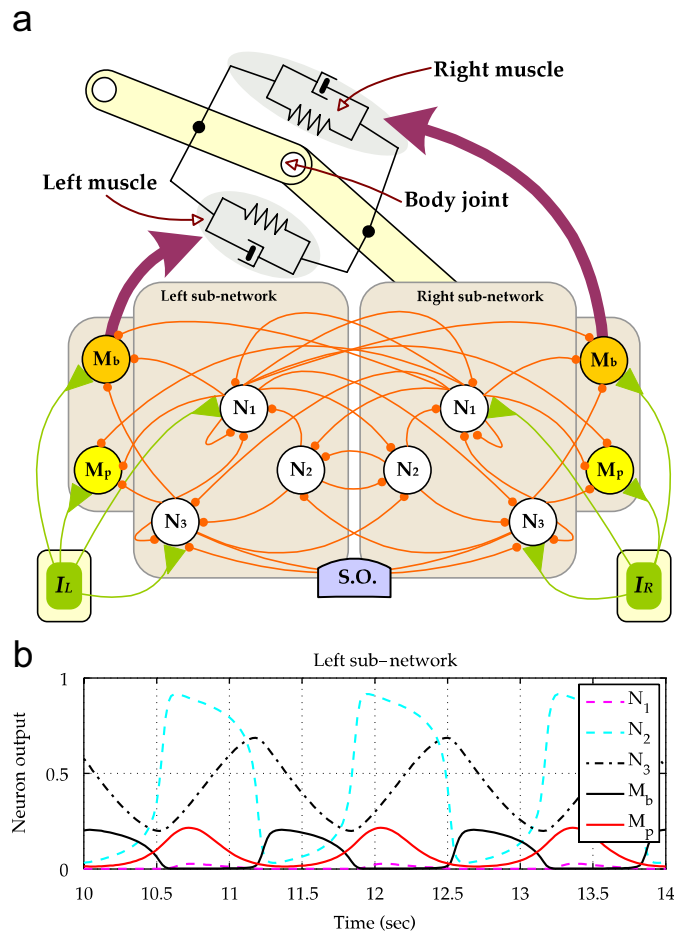 a
Right muscle
Left muscle
Body joint
Left sub-network
Right sub-network
Mb
Mb
N1
N1
Mp
N2
N2
Mp
N3
N3
IL
S.O.
IR
b
Left sub-network
1
0.5
0
Neuron output
N1
N2
N3
Mb
Mp
10
10.5
11
11.5
12
12.5
13
13.5
14
Time (sec)